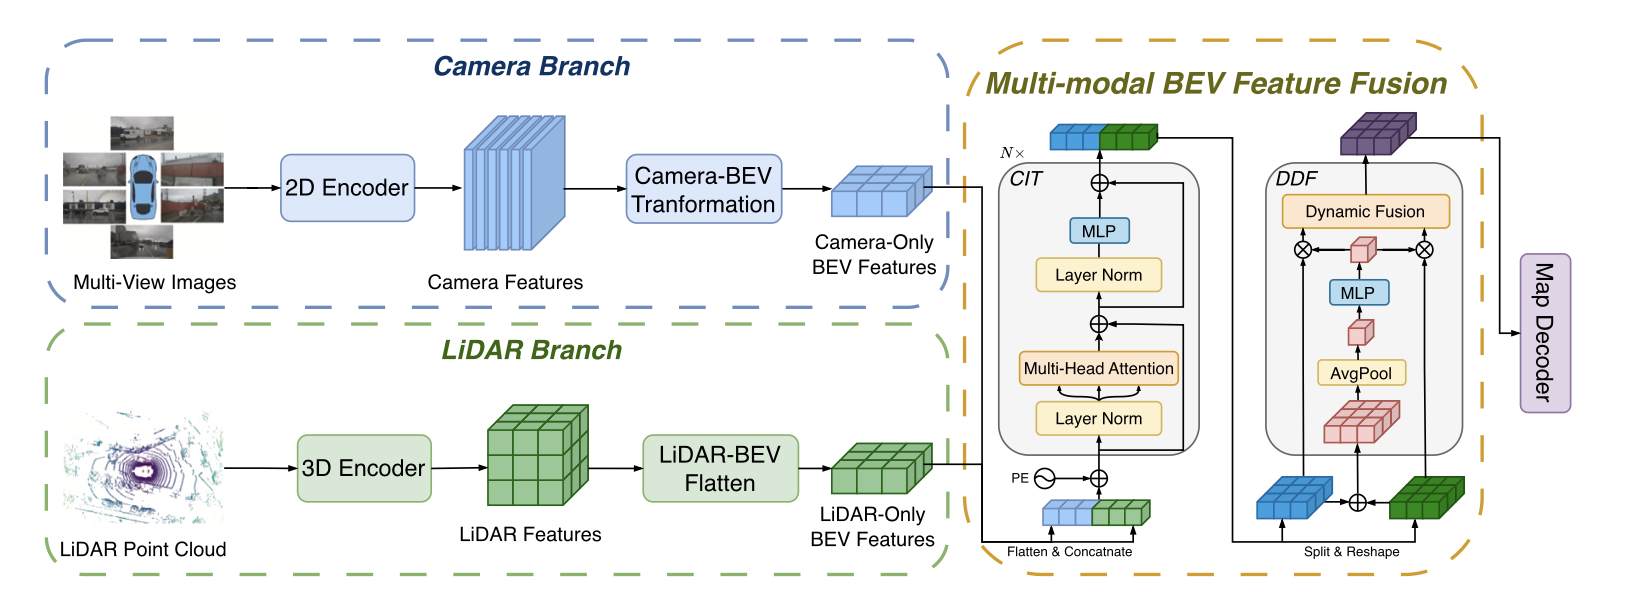 Camera Branch
Multi-View Images
2D Encoder
Camera Features
Camera-BEV
Tranformation
Camera-Only
BEV Features
LiDAR Branch
LiDAR Point Cloud
3D Encoder
LiDAR Features
LiDAR-BEV
Flatten
LiDAR-Only
BEV Features
Multi-modal BEV Feature Fusion
N×
CIT
MLP
Layer Norm
Multi-Head Attention
Layer Norm
PE
Flatten & Concatnate
DDF
Dynamic Fusion
MLP
AvgPool
Split & Reshape
Map Decoder